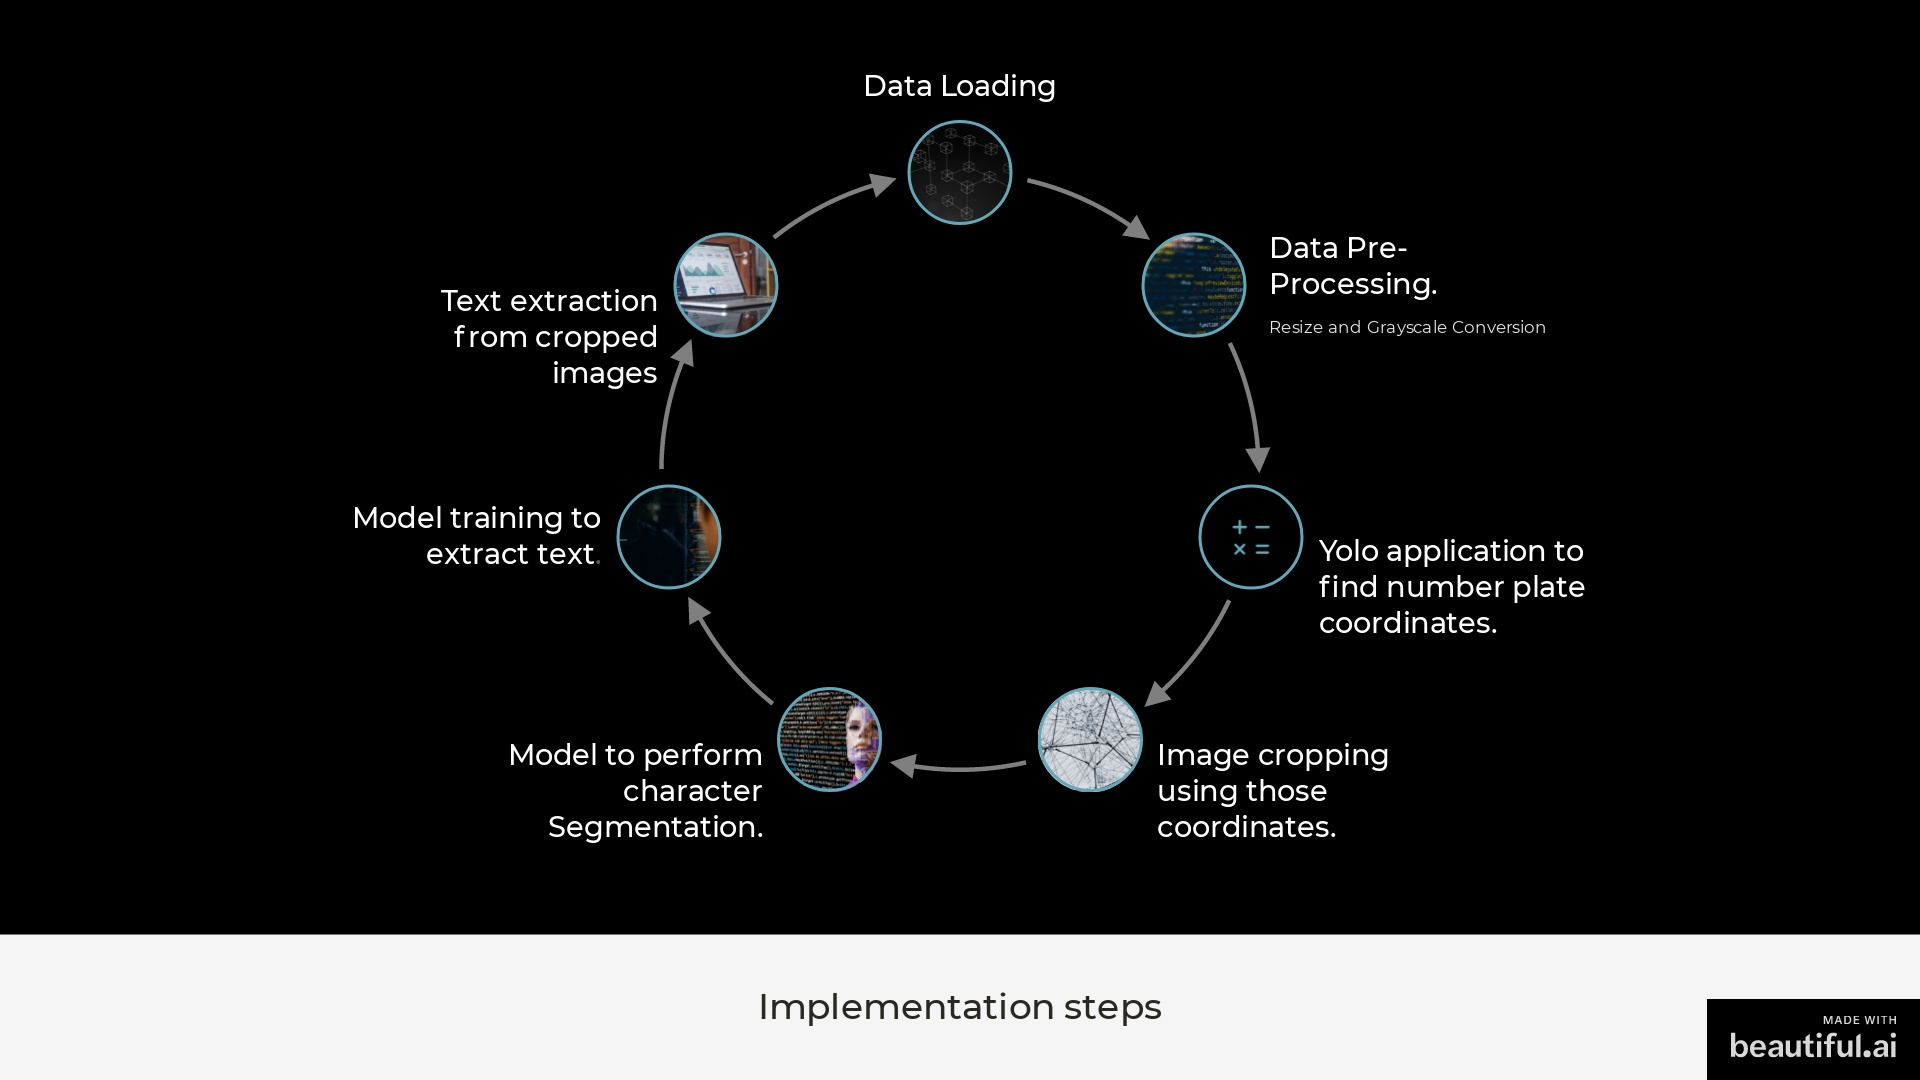 Data Loading
Data Pre-
Processing.
Resize and Grayscale Conversion
Yolo application to
find number plate
coordinates.
Image cropping
using those
coordinates.
Model to perform
character
Segmentation.
Model training to
extract text.
Text extraction
from cropped
images
Implementation steps
MADE WITH
beautiful.ai